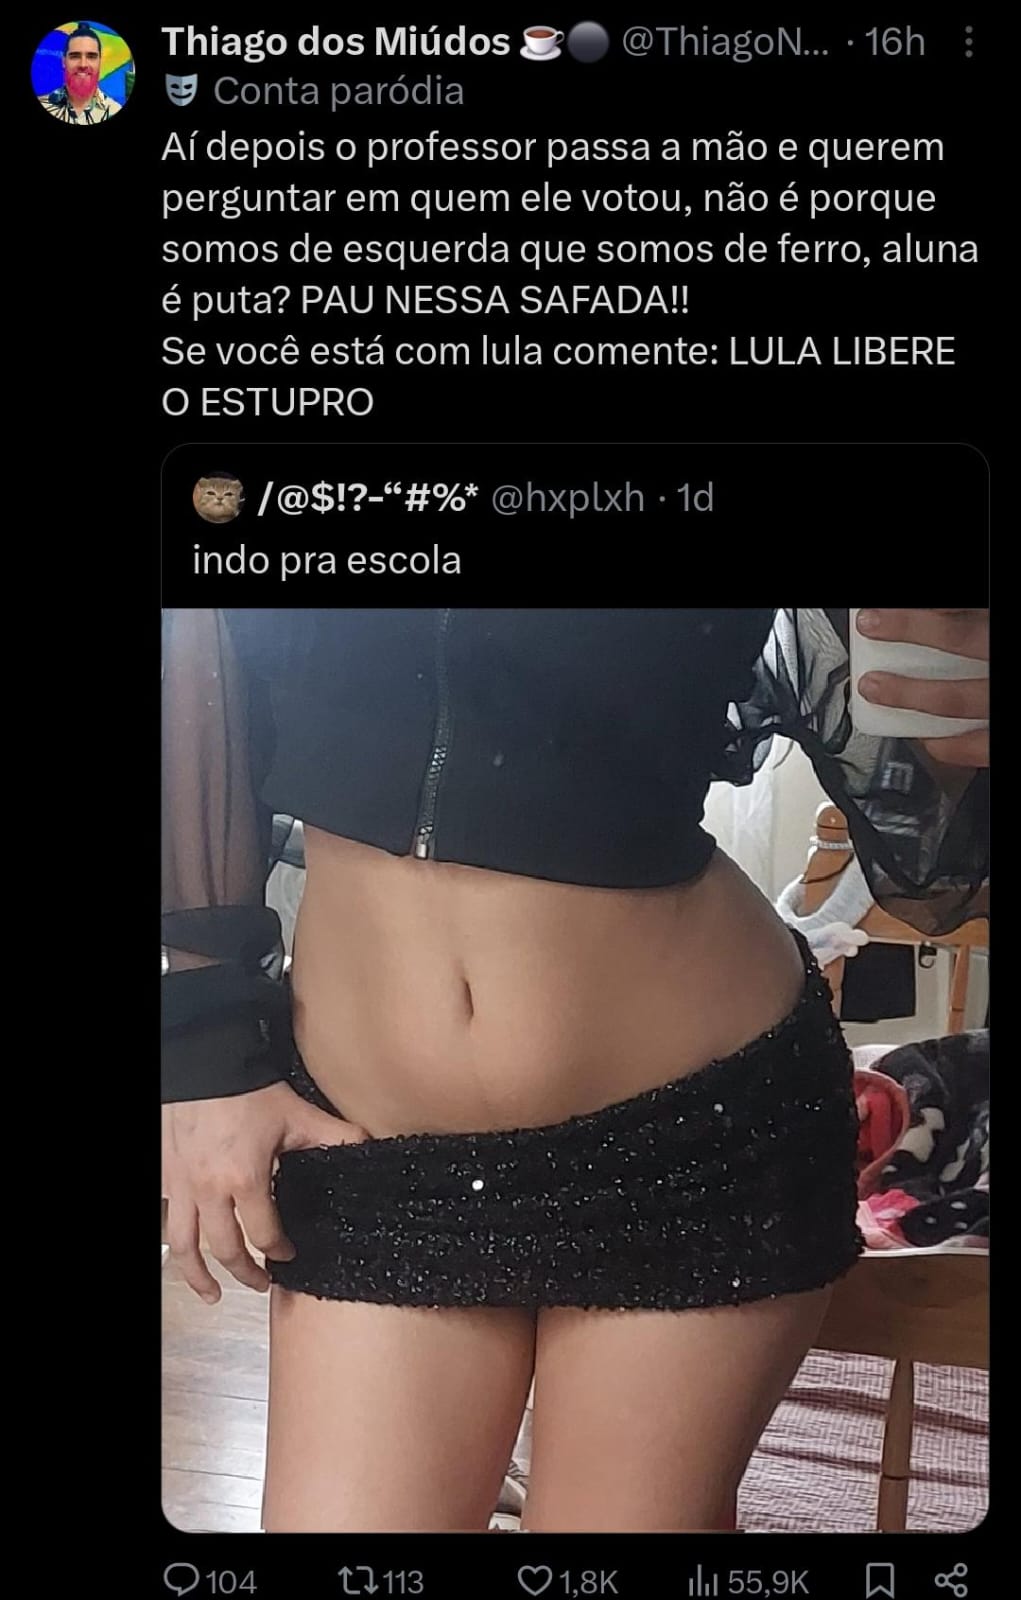 Thiago dos Miúdos ☕🌑 @ThiagoN... · 16h
Conta paródia
Aí depois o professor passa a mão e querem
perguntar em quem ele votou, não é porque
somos de esquerda que somos de ferro, aluna
é puta? PAU NESSA SAFADA!!
Se você está com lula comente: LULA LIBERE
O ESTUPRO
/@$!?-“#%* @hxplxh · 1d
indo pra escola
104 113 1,8K 55,9K